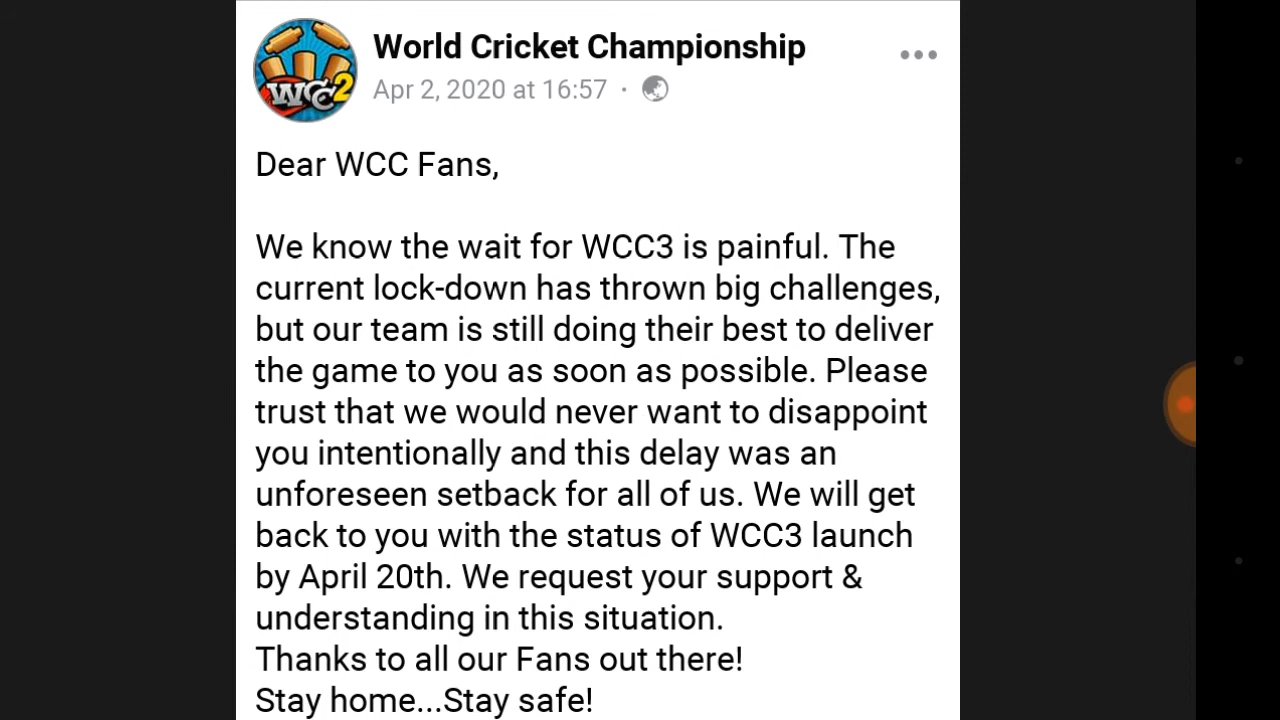 World Cricket Championship
Apr 2, 2020 at 16:57 ·
WCC2
Dear WCC Fans,
We know the wait for WCC3 is painful. The
current lock-down has thrown big challenges,
but our team is still doing their best to deliver
the game to you as soon as possible. Please
trust that we would never want to disappoint
you intentionally and this delay was an
unforeseen setback for all of us. We will get
back to you with the status of WCC3 launch
by April 20th. We request your support &
understanding in this situation.
Thanks to all our Fans out there!
Stay home...Stay safe!